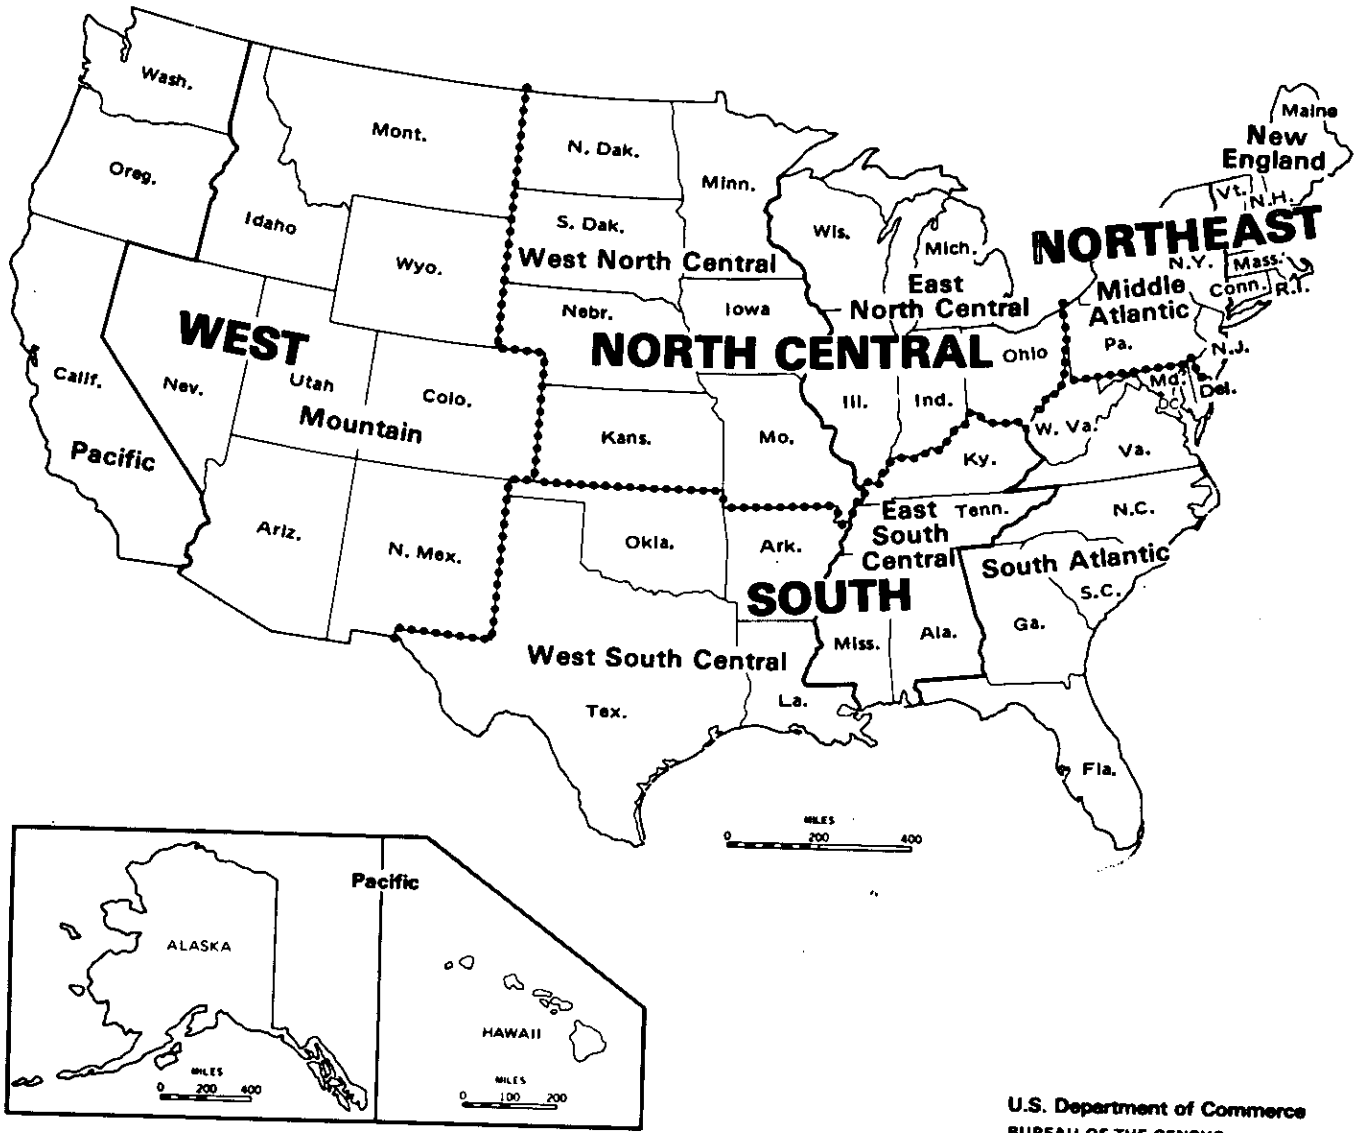 Wash.
Oreg.
Calif.
Nev.
Idaho
Mont.
Wyo.
Utah
Colo.
Ariz.
N. Mex.
WEST
Mountain
Pacific
N. Dak.
S. Dak.
Nebr.
Kans.
Minn.
Iowa
Mo.
West North Central
NORTH CENTRAL
Wis.
Mich.
East
North Central
Ill.
Ind.
Ohio
Maine
New
England
Vt.
N.H.
NORTHEAST
N.Y.
Mass.
Conn.
R.I.
Middle
Atlantic
Pa.
N.J.
Md.
Del.
DC
W. Va.
Va.
Ky.
East
South
Central
Tenn.
N.C.
South Atlantic
S.C.
Ga.
Ala.
Miss.
Fla.
SOUTH
Okla.
Ark.
West South Central
Tex.
La.
MILES
0 200 400
Pacific
ALASKA
MILES
0 200 400
HAWAII
MILES
0 100 200
U.S. Department of Commerce
BUREAU OF THE CENSUS